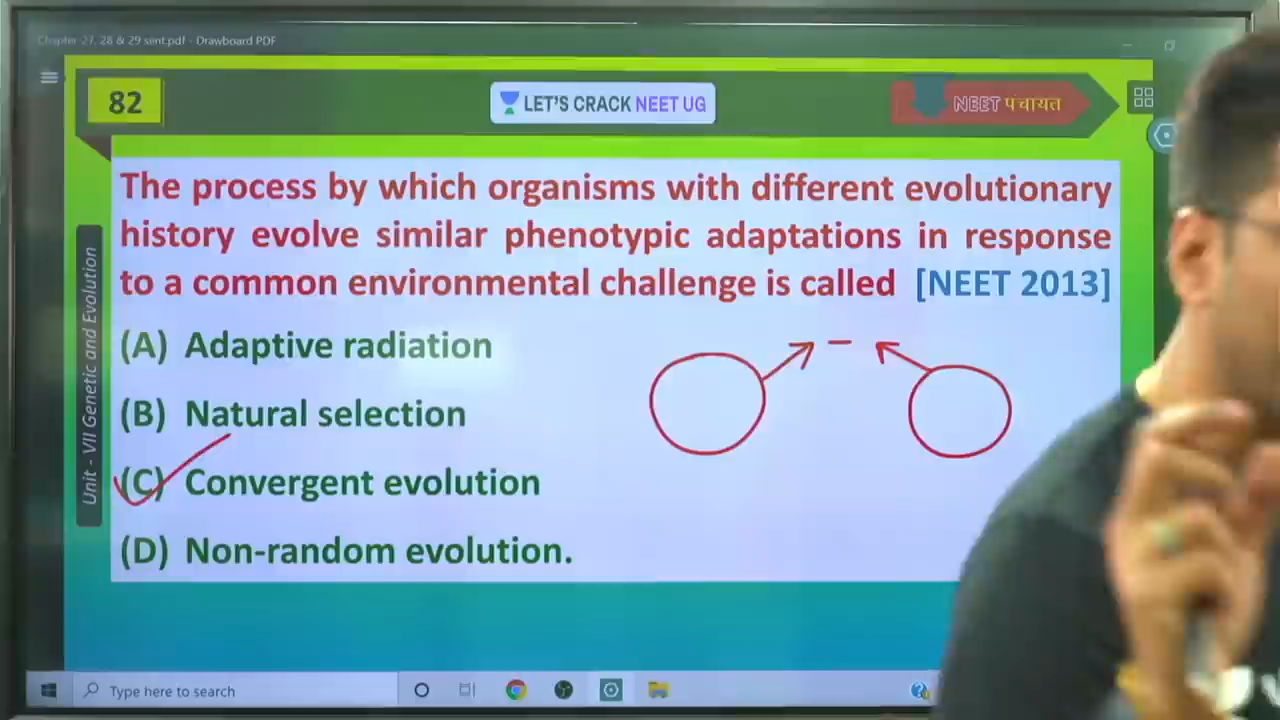 Chapter 27, 28 & 29 sent.pdf - Drawboard PDF
82
LET'S CRACK NEET UG
NEET पंचायत
Unit - VII Genetic and Evolution
The process by which organisms with different evolutionary
history evolve similar phenotypic adaptations in response
to a common environmental challenge is called [NEET 2013]
(A) Adaptive radiation
(B) Natural selection
(C) Convergent evolution
(D) Non-random evolution.
Type here to search